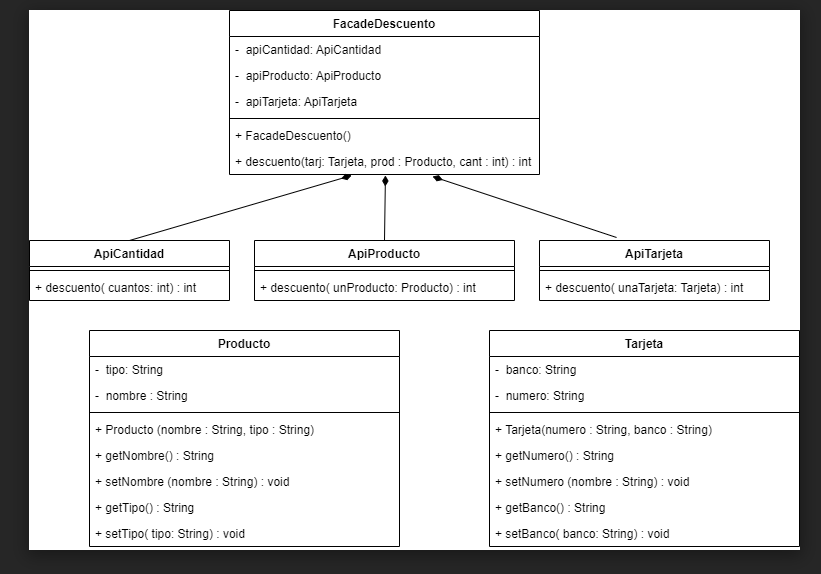 FacadeDescuento
- apiCantidad: ApiCantidad
- apiProducto: ApiProducto
- apiTarjeta: ApiTarjeta
+ FacadeDescuento()
+ descuento(tarj: Tarjeta, prod : Producto, cant : int) : int
ApiCantidad
+ descuento( cuantos: int) : int
ApiProducto
+ descuento( unProducto: Producto) : int
ApiTarjeta
+ descuento( unaTarjeta: Tarjeta) : int
Producto
- tipo: String
- nombre : String
+ Producto (nombre : String, tipo : String)
+ getNombre() : String
+ setNombre (nombre : String) : void
+ getTipo() : String
+ setTipo( tipo: String) : void
Tarjeta
- banco: String
- numero: String
+ Tarjeta(numero : String, banco : String)
+ getNumero() : String
+ setNumero (nombre : String) : void
+ getBanco() : String
+ setBanco( banco: String) : void